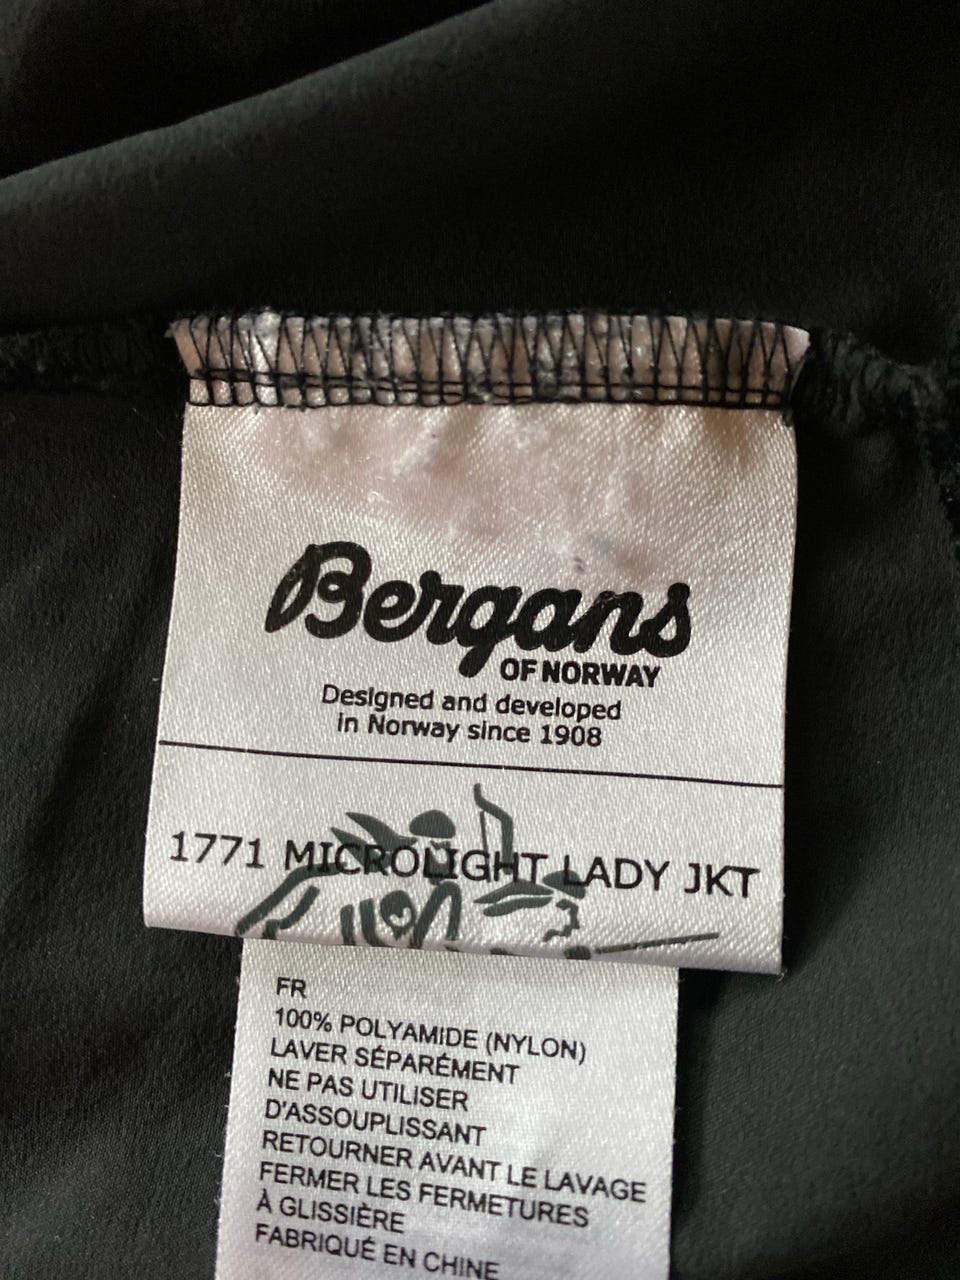 Bergans
OF NORWAY
Designed and developed
in Norway since 1908
1771 MICROLIGHT LADY JKT
FR
100% POLYAMIDE (NYLON)
LAVER SÉPARÉMENT
NE PAS UTILISER
D'ASSOUPLISSANT
RETOURNER AVANT LE LAVAGE
FERMER LES FERMETURES
À GLISSIÈRE
FABRIQUÉ EN CHINE